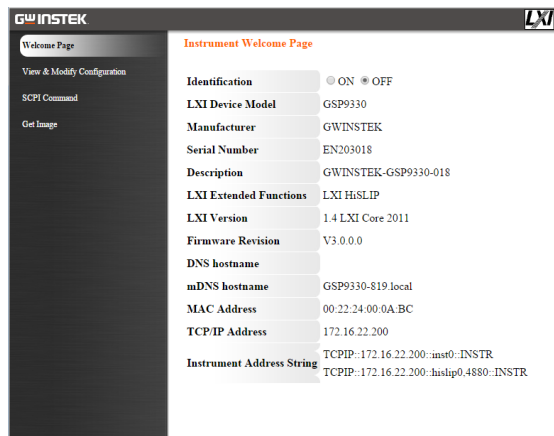 GWINSTEK
LXI
Welcome Page
View & Modify Configuration
SCPI Command
Get Image
Instrument Welcome Page
Identification ON OFF
LXI Device Model GSP9330
Manufacturer GWINSTEK
Serial Number EN203018
Description GWINSTEK-GSP9330-018
LXI Extended Functions LXI HiSLIP
LXI Version 1.4 LXI Core 2011
Firmware Revision V3.0.0.0
DNS hostname
mDNS hostname GSP9330-819.local
MAC Address 00:22:24:00:0A:BC
TCP/IP Address 172.16.22.200
Instrument Address String TCPIP::172.16.22.200::inst0::INSTR
TCPIP::172.16.22.200::hislip0,4880::INSTR